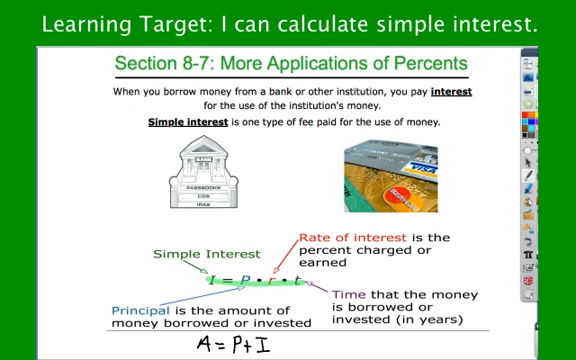 Learning Target: I can calculate simple interest.
Section 8-7: More Applications of Percents
When you borrow money from a bank or other institution, you pay interest
for the use of the institution's money.
Simple interest is one type of fee paid for the use of money.
BANK
PASSBOOKS
CDS
IRAS
VISA
MasterCard
Rate of interest is the
percent charged or
earned
Simple Interest
I = P • r • t
Time that the money
is borrowed or
invested (in years)
Principal is the amount of
money borrowed or invested
A = P + I